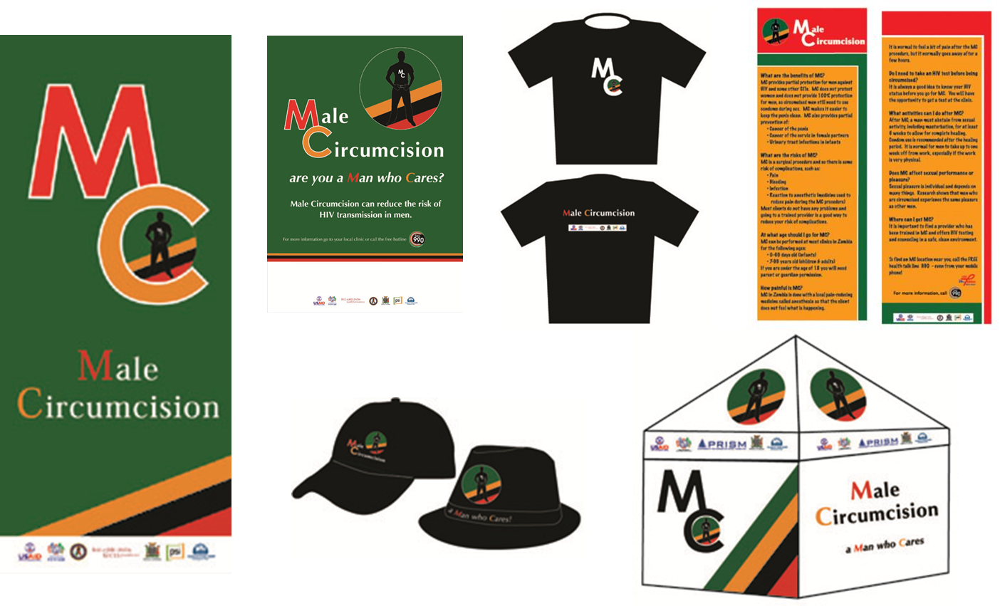 MC
Male
Circumcision
USAID
psi
Male
Circumcision
MC
are you a Man who Cares?
Male Circumcision can reduce the risk of
HIV transmission in men.
For more information go to your local clinic or call the free hotline
990
USAID
psi
MC
Male Circumcision
Male
Circumcision
What are the benefits of MC?
MC provides partial protection for men against
HIV and some other STIs. MC does not protect
women and does not provide 100% protection
for men, so circumcised men still need to use
condoms during sex. MC makes it easier to
keep the penis clean. MC also provides partial
prevention of:
• Cancer of the penis
• Cancer of the cervix in female partners
• Urinary tract infections in infants
What are the risks of MC?
MC is a surgical procedure and so there is some
risk of complications, such as:
• Pain
• Bleeding
• Infection
• Reaction to anesthetic (medicine used to
reduce pain during the MC procedure)
Most clients do not have any problems and
going to a trained provider is a good way to
reduce your risk of complications.
At what age should I go for MC?
MC can be performed at most clinics in Zambia
for the following ages:
• 0-60 days old (infants)
• 7-99 years old (children & adults)
If you are under the age of 18 you will need
parent or guardian permission.
How painful is MC?
MC in Zambia is done with a local pain-reducing
medicine called anesthesia so that the client
does not feel what is happening.
It is normal to feel a bit of pain after the MC
procedure, but it normally goes away after a
few hours.
Do I need to take an HIV test before being
circumcised?
It is always a good idea to know your HIV
status before you go for MC. You will have
the opportunity to get a test at the clinic.
What activities can I do after MC?
After MC, a man must abstain from sexual
activity, including masturbation, for at least
6 weeks to allow for complete healing.
Condom use is recommended after the healing
period. It is normal for men to take up to one
week off from work, especially if the work
is very physical.
Does MC affect sexual performance or
pleasure?
Sexual pleasure is individual and depends on
many things. Research shows that men who
are circumcised experience the same pleasure
as other men.
Where can I get MC?
It is important to find a provider who has
been trained in MC and offers HIV testing
and counseling in a safe, clean environment.
To find an MC location near you, call the FREE
health talk line 990 - even from your mobile
phone!
For more information, call 990
Male
Circumcision
a Man who Cares!
USAID PRISM
USAID PRISM
MC
Male
Circumcision
a Man who Cares